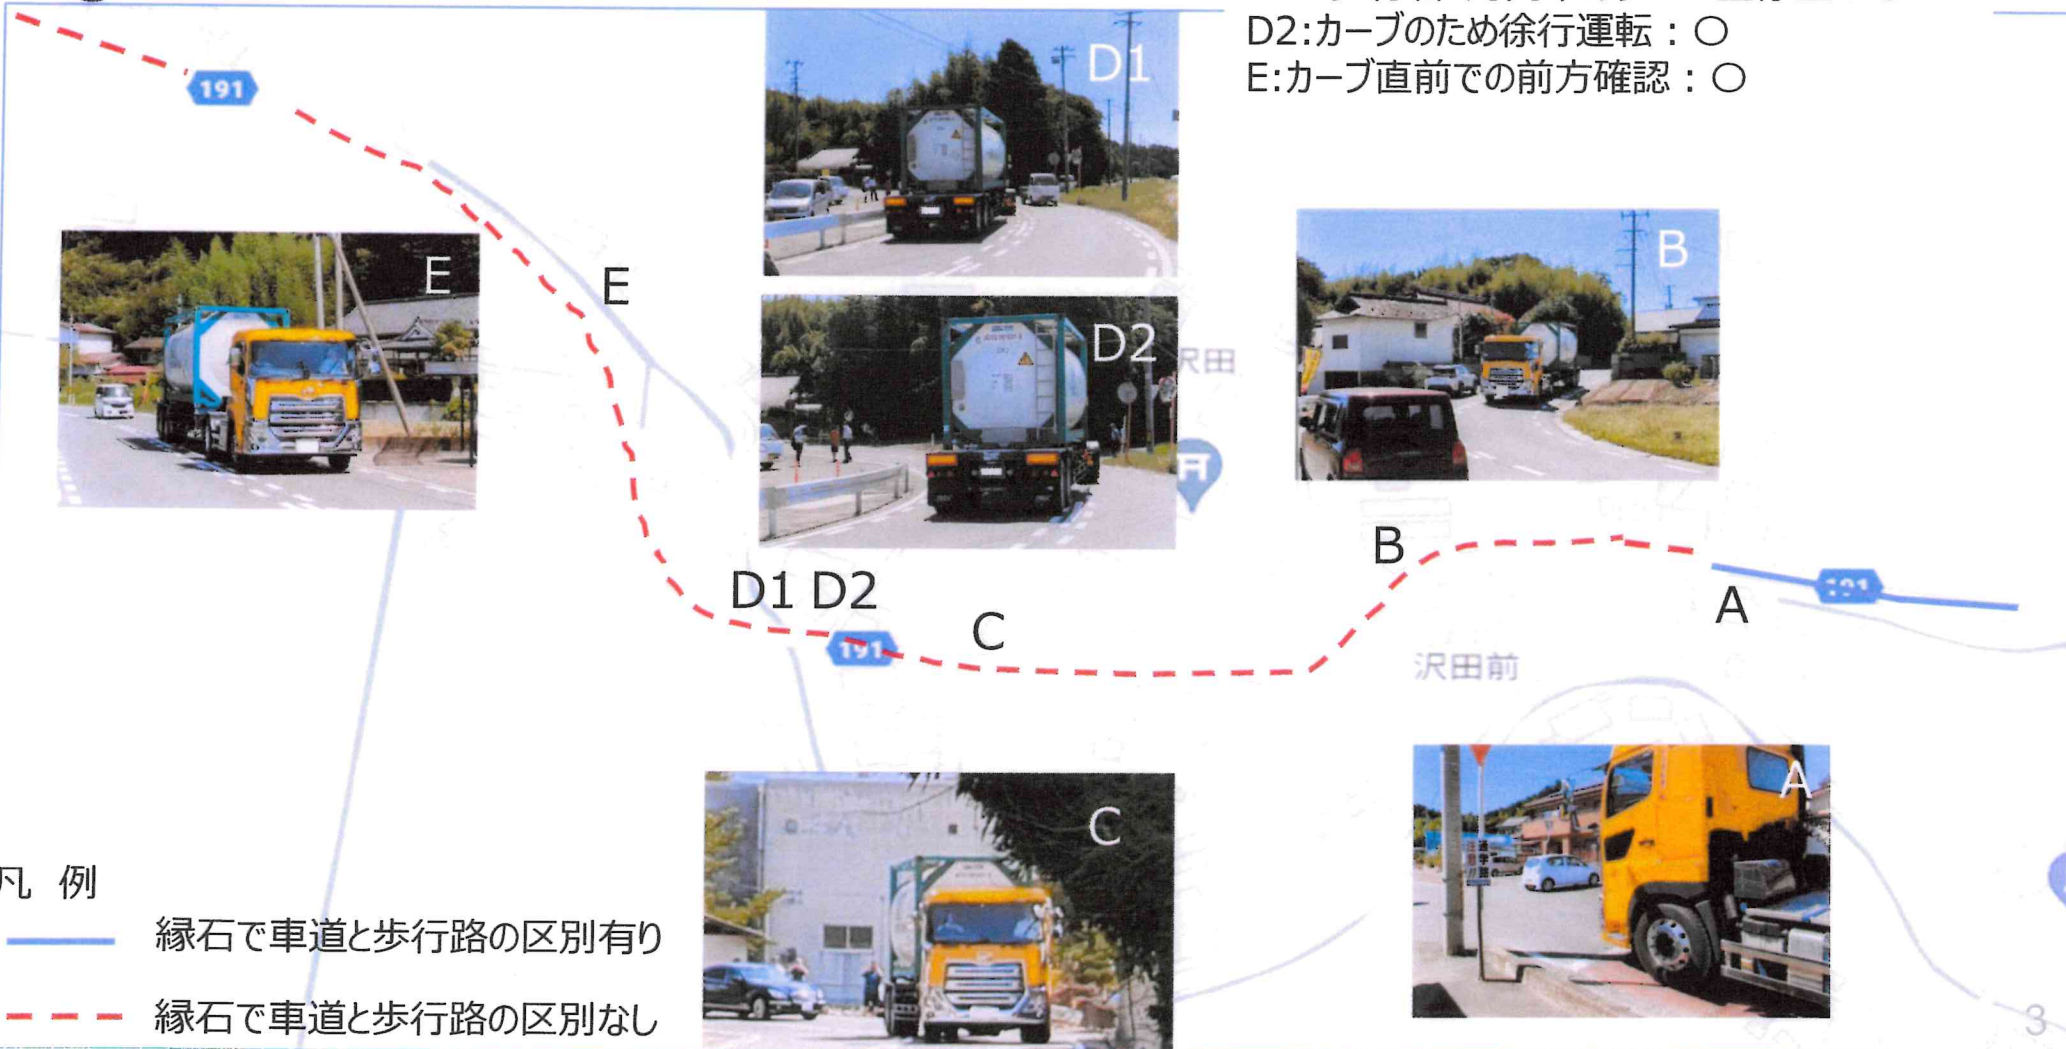 D2:カーブのため徐行運転：〇
E:カーブ直前での前方確認：〇
191
D1
E
E
B
D2
沢田
B
D1 D2
C
191
A
191
沢田前
C
A
通学路
凡 例
縁石で車道と歩行路の区別有り
縁石で車道と歩行路の区別なし
3